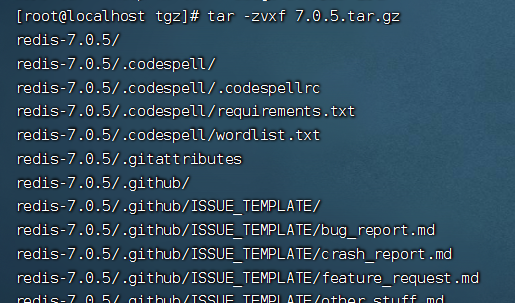 [root@localhost tgz]# tar -zvxf 7.0.5.tar.gz
redis-7.0.5/
redis-7.0.5/.codespell/
redis-7.0.5/.codespell/.codespellrc
redis-7.0.5/.codespell/requirements.txt
redis-7.0.5/.codespell/wordlist.txt
redis-7.0.5/.gitattributes
redis-7.0.5/.github/
redis-7.0.5/.github/ISSUE_TEMPLATE/
redis-7.0.5/.github/ISSUE_TEMPLATE/bug_report.md
redis-7.0.5/.github/ISSUE_TEMPLATE/crash_report.md
redis-7.0.5/.github/ISSUE_TEMPLATE/feature_request.md
redis-7.0.5/.github/ISSUE_TEMPLATE/other_stuff.md